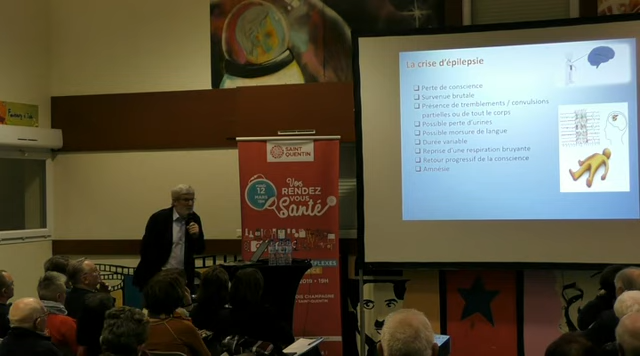 La crise d'épilepsie
❑ Perte de conscience
❑ Survenue brutale
❑ Présence de tremblements / convulsions
partielles ou de tout le corps
❑ Possible perte d'urines
❑ Possible morsure de langue
❑ Durée variable
❑ Reprise d'une respiration bruyante
❑ Retour progressif de la conscience
❑ Amnésie
SAINT
QUENTIN
12
MARS
Vos
RENDEZ
VOUS
Santé